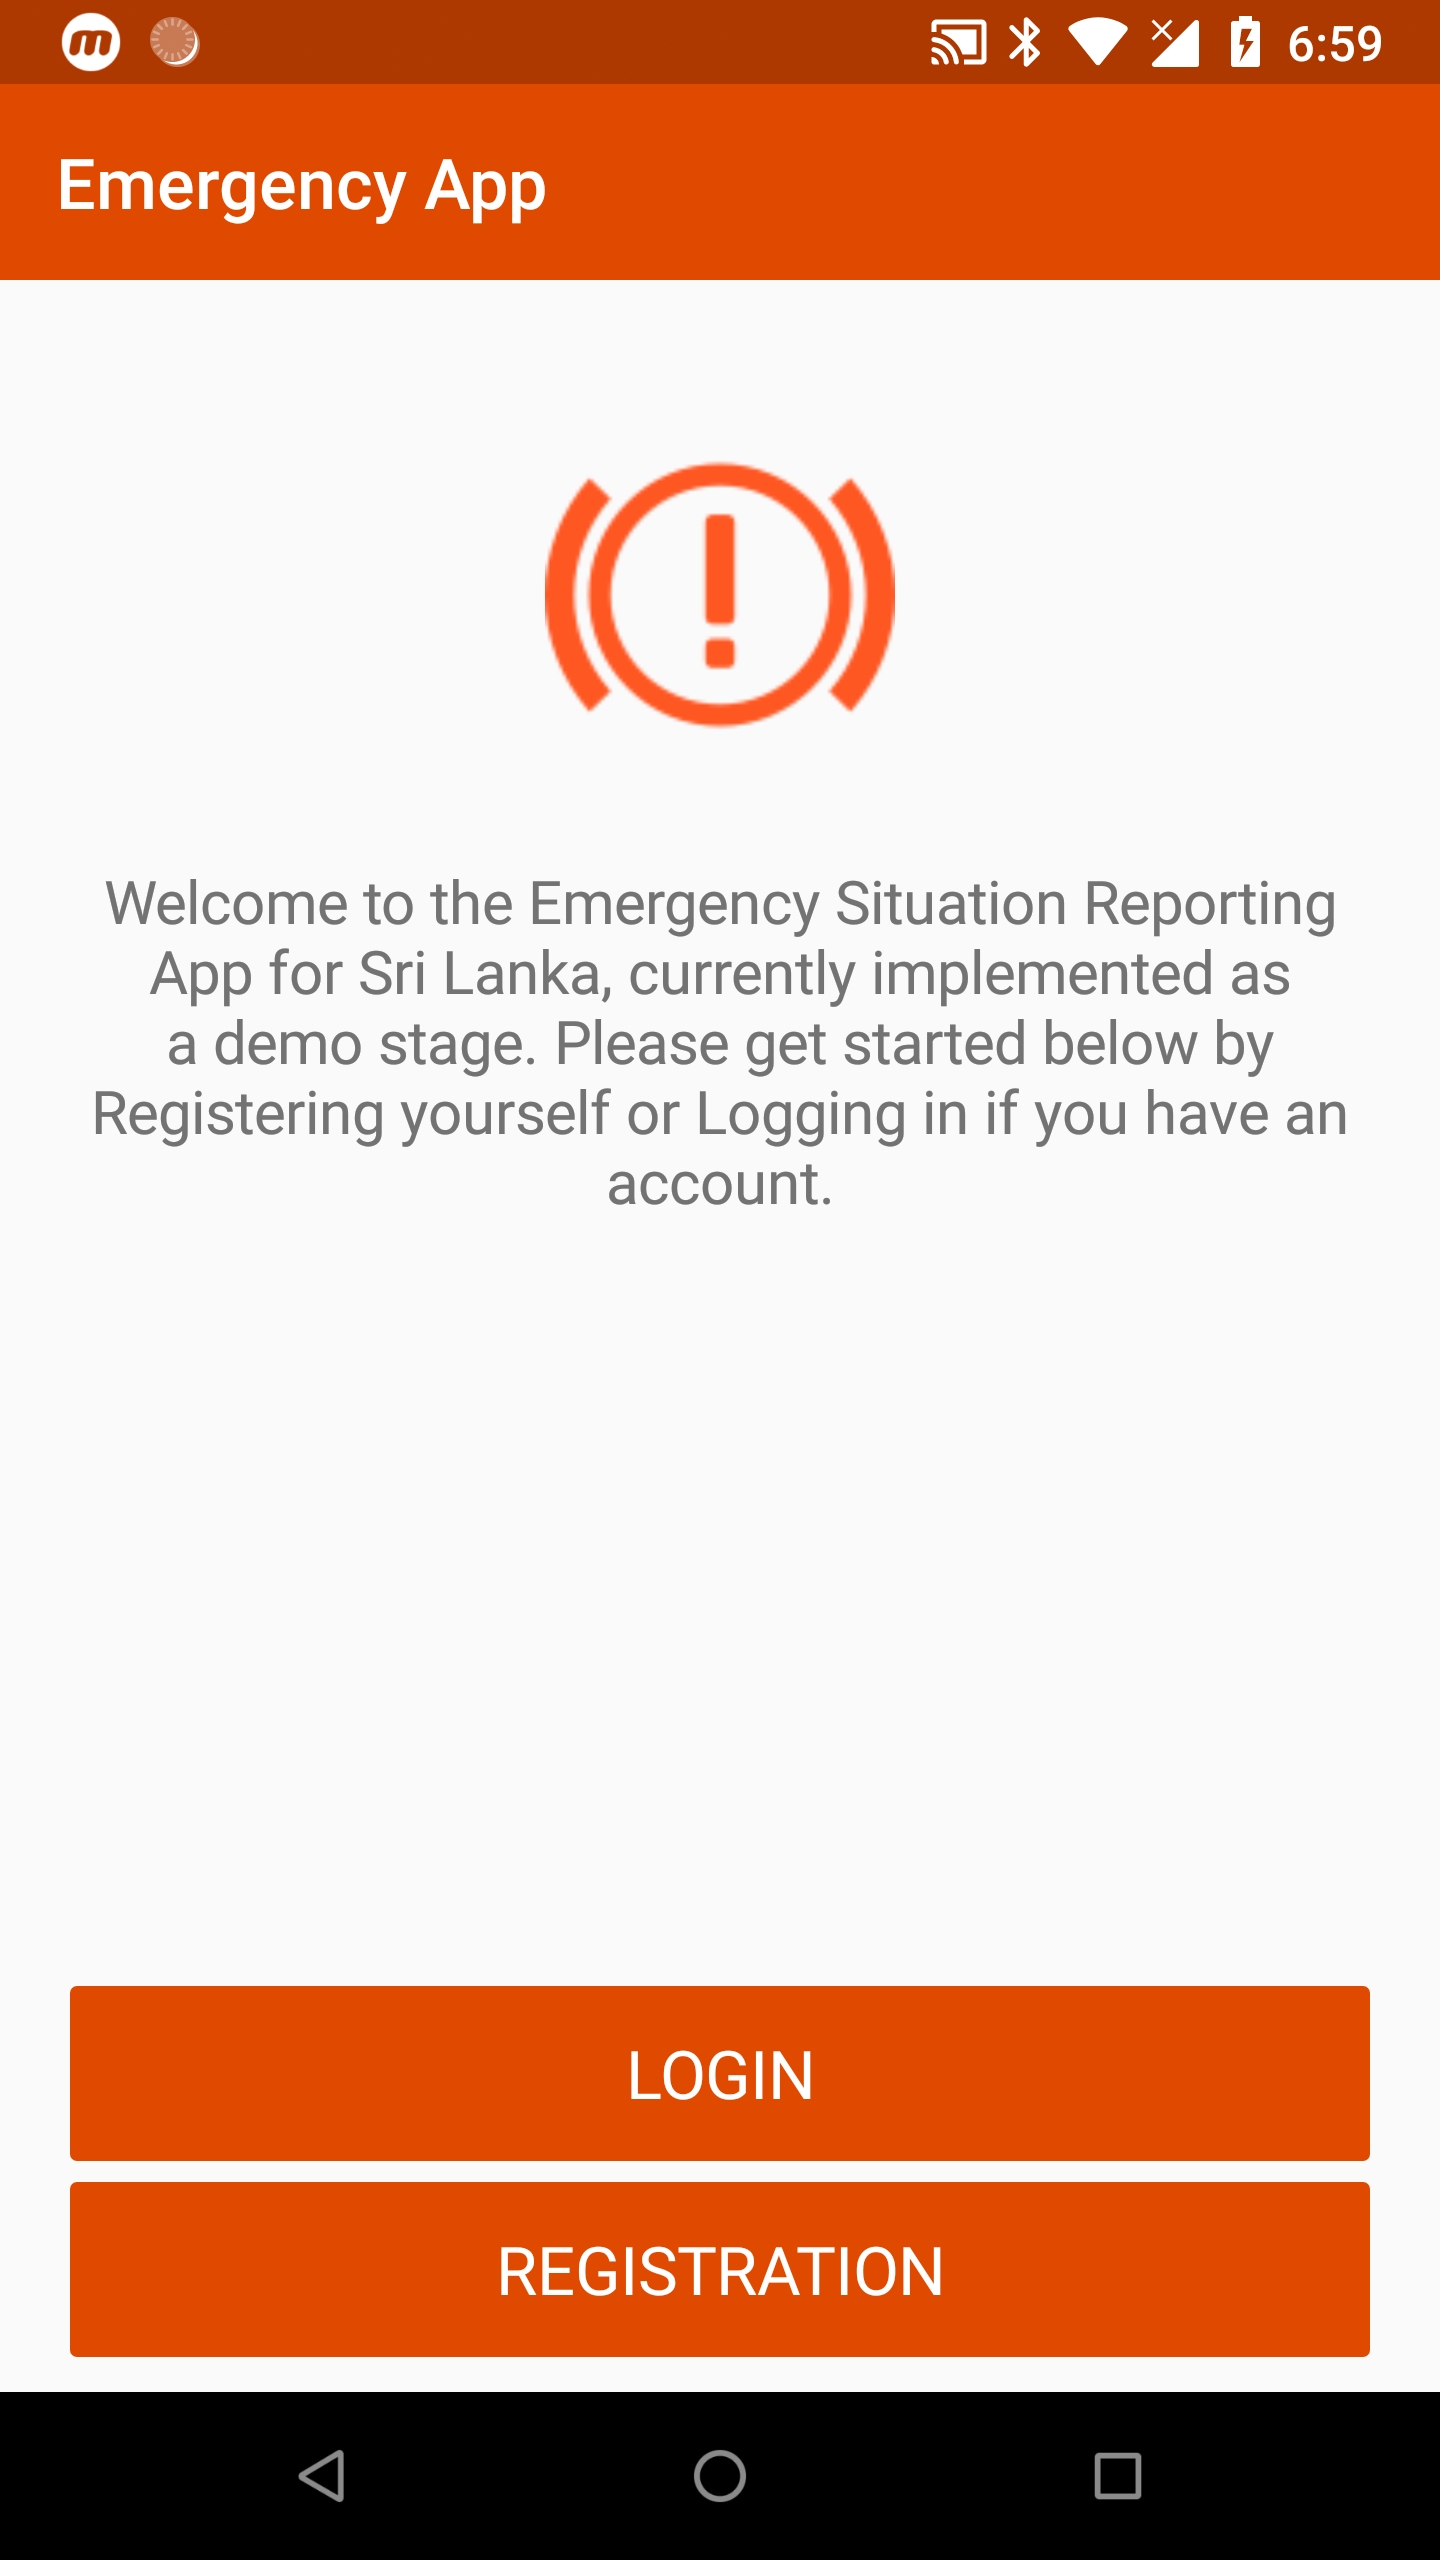 6:59
Emergency App
Welcome to the Emergency Situation Reporting
App for Sri Lanka, currently implemented as
a demo stage. Please get started below by
Registering yourself or Logging in if you have an
account.
LOGIN
REGISTRATION